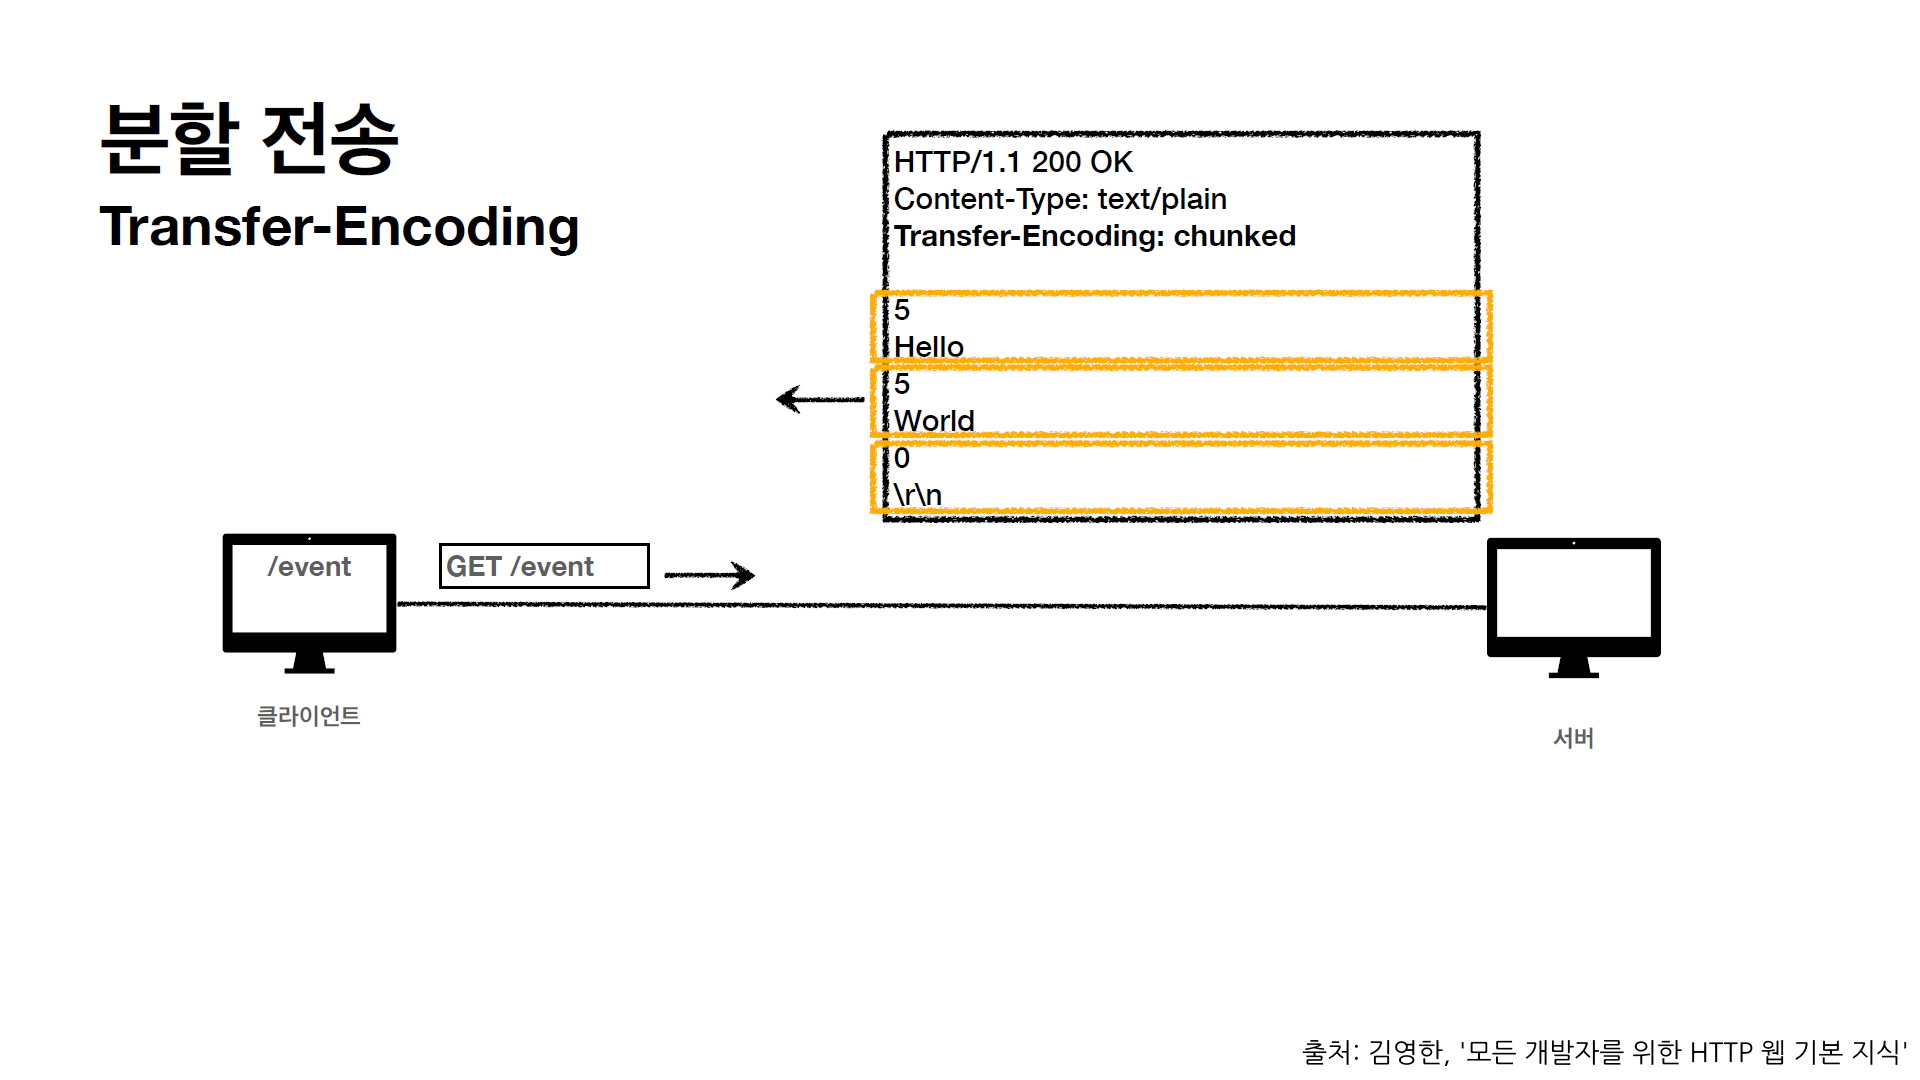 분할 전송
Transfer-Encoding
HTTP/1.1 200 OK
Content-Type: text/plain
Transfer-Encoding: chunked
5
Hello
5
World
0
\r\n
/event
GET /event
클라이언트
서버
출처: 김영한, '모든 개발자를 위한 HTTP 웹 기본 지식'